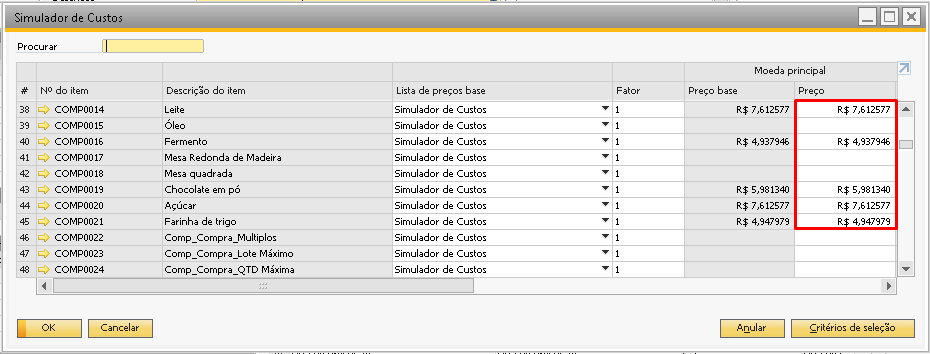 Simulador de Custos
Procurar
Moeda principal
# Nº do item Descrição do item Lista de preços base Fator Preço base Preço
38 COMP0014 Leite Simulador de Custos 1 R$ 7,612577 R$ 7,612577
39 COMP0015 Óleo Simulador de Custos 1
40 COMP0016 Fermento Simulador de Custos 1 R$ 4,937946 R$ 4,937946
41 COMP0017 Mesa Redonda de Madeira Simulador de Custos 1
42 COMP0018 Mesa quadrada Simulador de Custos 1
43 COMP0019 Chocolate em pó Simulador de Custos 1 R$ 5,981340 R$ 5,981340
44 COMP0020 Açúcar Simulador de Custos 1 R$ 7,612577 R$ 7,612577
45 COMP0021 Farinha de trigo Simulador de Custos 1 R$ 4,947979 R$ 4,947979
46 COMP0022 Comp_Compra_Multiplos Simulador de Custos 1
47 COMP0023 Comp_Compra_Lote Máximo Simulador de Custos 1
48 COMP0024 Comp_Compra_QTD Máxima Simulador de Custos 1
OK Cancelar Anular Critérios de seleção